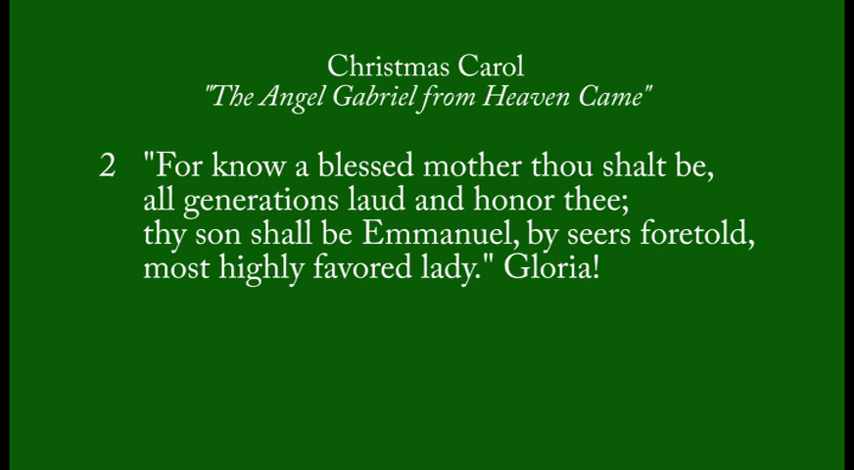 Christmas Carol
"The Angel Gabriel from Heaven Came"
2 "For know a blessed mother thou shalt be,
all generations laud and honor thee;
thy son shall be Emmanuel, by seers foretold,
most highly favored lady." Gloria!